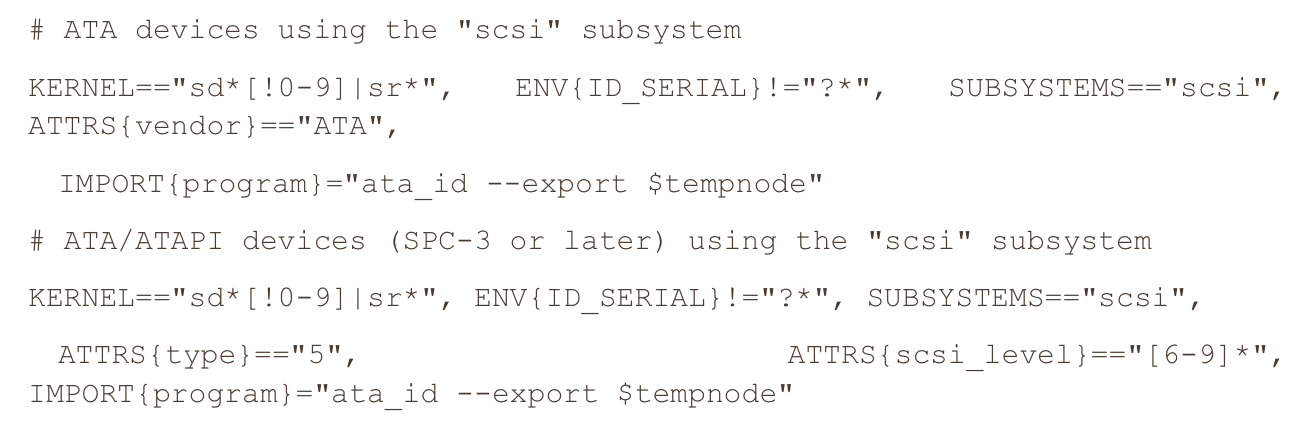 # ATA devices using the "scsi" subsystem
KERNEL=="sd*[!0-9]|sr*", ENV{ID_SERIAL}!="?*", SUBSYSTEMS=="scsi",
ATTRS{vendor}=="ATA",
IMPORT{program}="ata_id --export $tempnode"
# ATA/ATAPI devices (SPC-3 or later) using the "scsi" subsystem
KERNEL=="sd*[!0-9]|sr*", ENV{ID_SERIAL}!="?*", SUBSYSTEMS=="scsi",
ATTRS{type}=="5", ATTRS{scsi_level}=="[6-9]*",
IMPORT{program}="ata_id --export $tempnode"